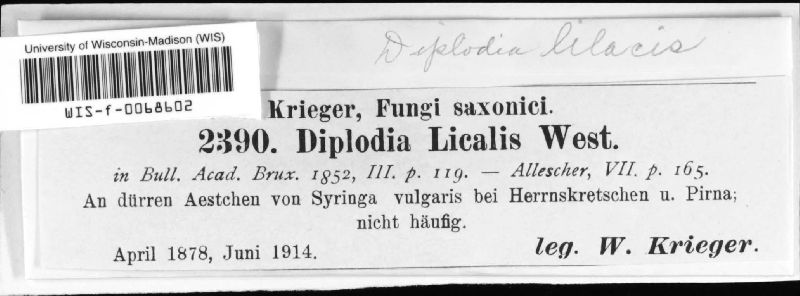 Diplodia lilacis
University of Wisconsin-Madison (WIS)
WIS-f-0068602
Krieger, Fungi saxonici.
2390. Diplodia Licalis West.
in Bull. Acad. Brux. 1852, III. p. 119. — Allescher, VII. p. 165.
An dürren Aestchen von Syringa vulgaris bei Herrnskretschen u. Pirna;
nicht häufig.
April 1878, Juni 1914.
leg. W. Krieger.